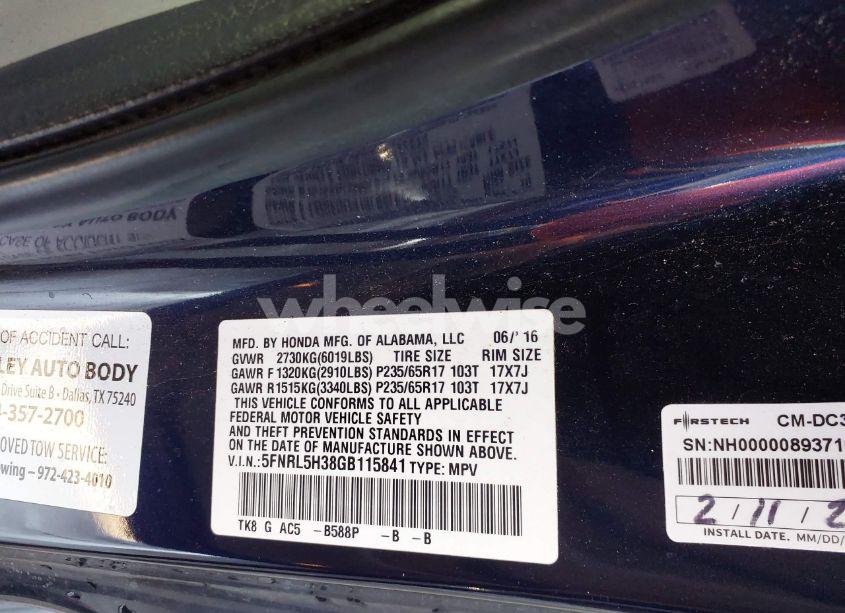 wheelwise
OF ACCIDENT CALL:
LEY AUTO BODY
Drive Suite B • Dallas, TX 75240
-357-2700
OVED TOW SERVICE:
wing - 972-423-4010
MFD. BY HONDA MFG. OF ALABAMA, LLC 06/'16
GVWR 2730KG(6019LBS) TIRE SIZE RIM SIZE
GAWR F 1320KG(2910LBS) P235/65R17 103T 17X7J
GAWR R1515KG(3340LBS) P235/65R17 103T 17X7J
THIS VEHICLE CONFORMS TO ALL APPLICABLE
FEDERAL MOTOR VEHICLE SAFETY
AND THEFT PREVENTION STANDARDS IN EFFECT
ON THE DATE OF MANUFACTURE SHOWN ABOVE.
V.I.N.: 5FNRL5H38GB115841 TYPE: MPV
TK8 G AC5 -B588P -B -B
FIRSTECH CM-DC3
SN:NH0000089371
2 / 11 / 2
INSTALL DATE. MM/DD/